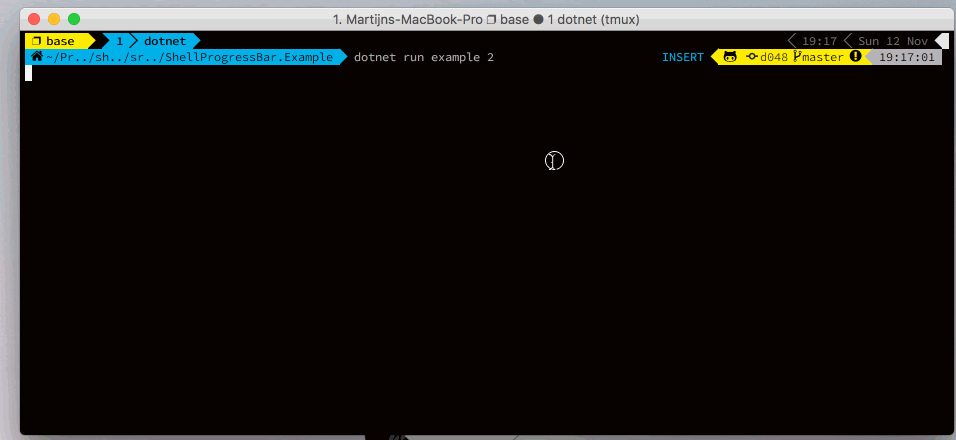 1. Martijns-MacBook-Pro base 1 dotnet (tmux)
base 1 dotnet 19:17 Sun 12 Nov
~/Pr../sh../sr../ShellProgressBar.Example dotnet run example 2 INSERT d048 master 19:17:01